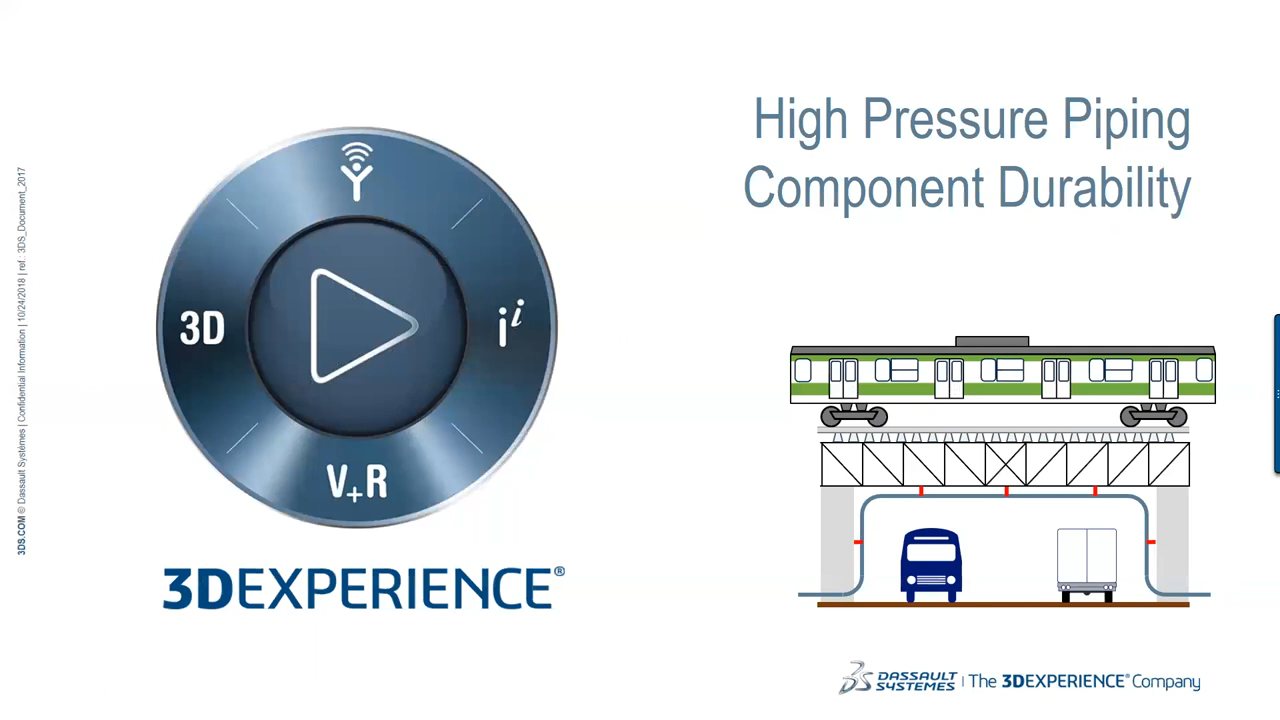 High Pressure Piping
Component Durability
3D
i i
V+R
3DEXPERIENCE®
3DS.COM © Dassault Systèmes | Confidential Information | 10/24/2018 | ref.: 3DS_Document_2017
DASSAULT
SYSTEMES | The 3DEXPERIENCE® Company